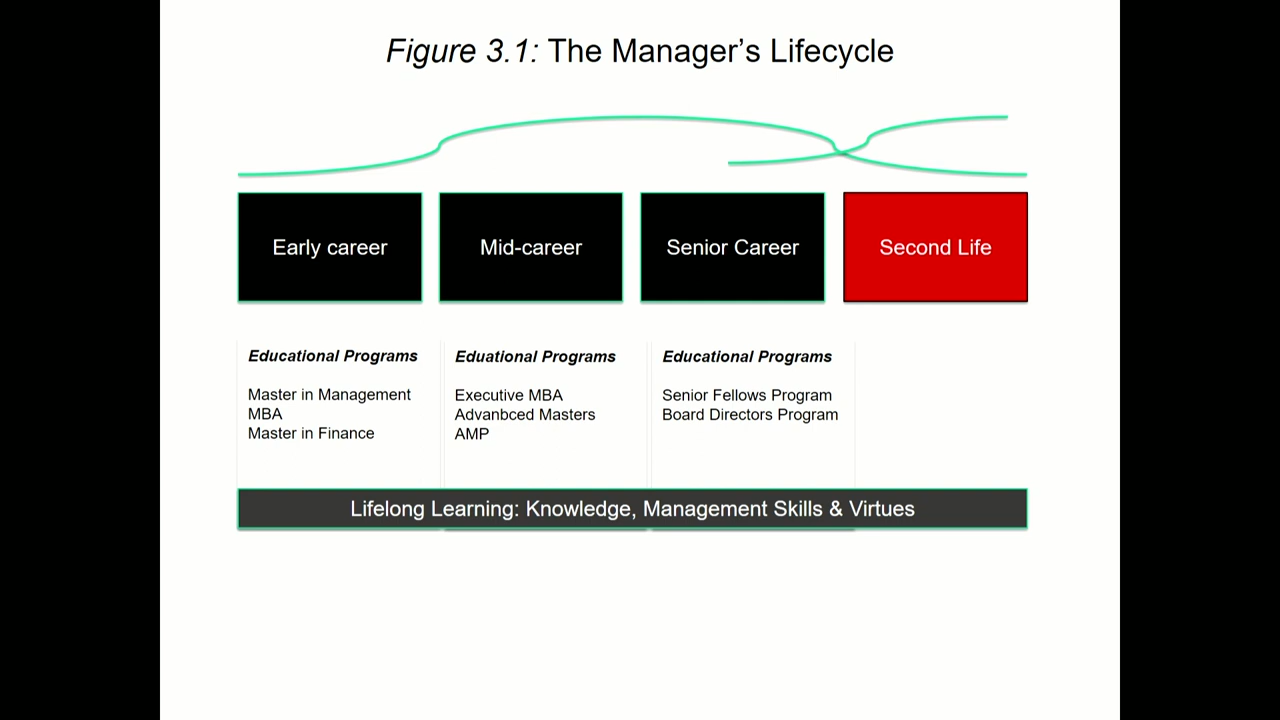 Figure 3.1: The Manager’s Lifecycle
Early career
Mid-career
Senior Career
Second Life
Educational Programs
Master in Management
MBA
Master in Finance
Eduational Programs
Executive MBA
Advanbced Masters
AMP
Educational Programs
Senior Fellows Program
Board Directors Program
Lifelong Learning: Knowledge, Management Skills & Virtues